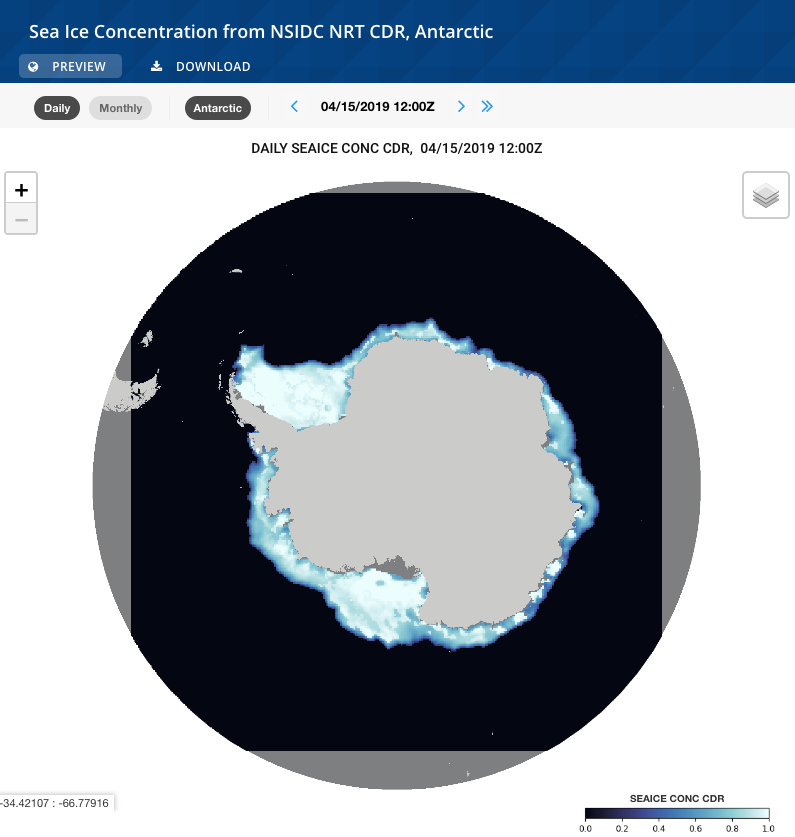 Sea Ice Concentration from NSIDC NRT CDR, Antarctic
PREVIEW DOWNLOAD
Daily Monthly Antarctic 04/15/2019 12:00Z
DAILY SEAICE CONC CDR, 04/15/2019 12:00Z
+
−
-34.42107 : -66.77916
SEAICE CONC CDR
0.0 0.2 0.4 0.6 0.8 1.0